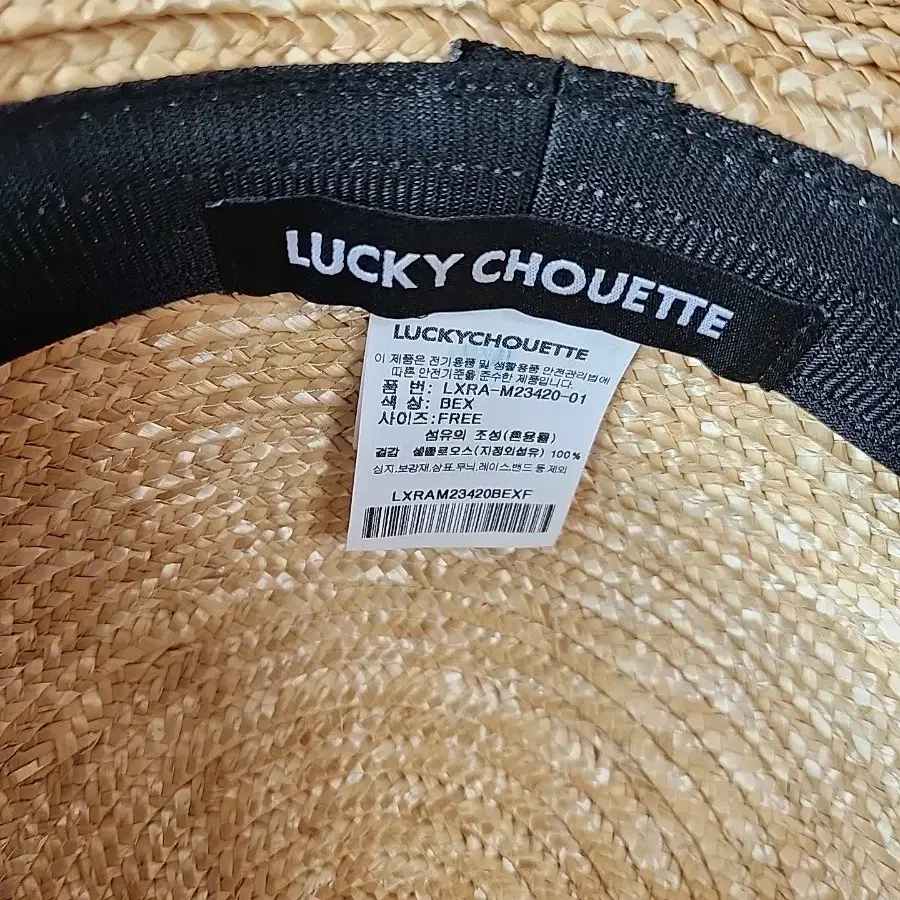 LUCKY CHOUETTE
LUCKYCHOUETTE
이 제품은 전기용품 및 생활용품 안전관리법에
따른 안전기준을 준수한 제품입니다.
품 번: LXRA-M23420-01
색 상: BEX
사이즈:FREE
섬유의 조성(혼용률)
겉감 셀룰로오스(지정외섬유) 100%
심지,보강재,상표,무늬,레이스,밴드 등 제외
LXRAM23420BEXF